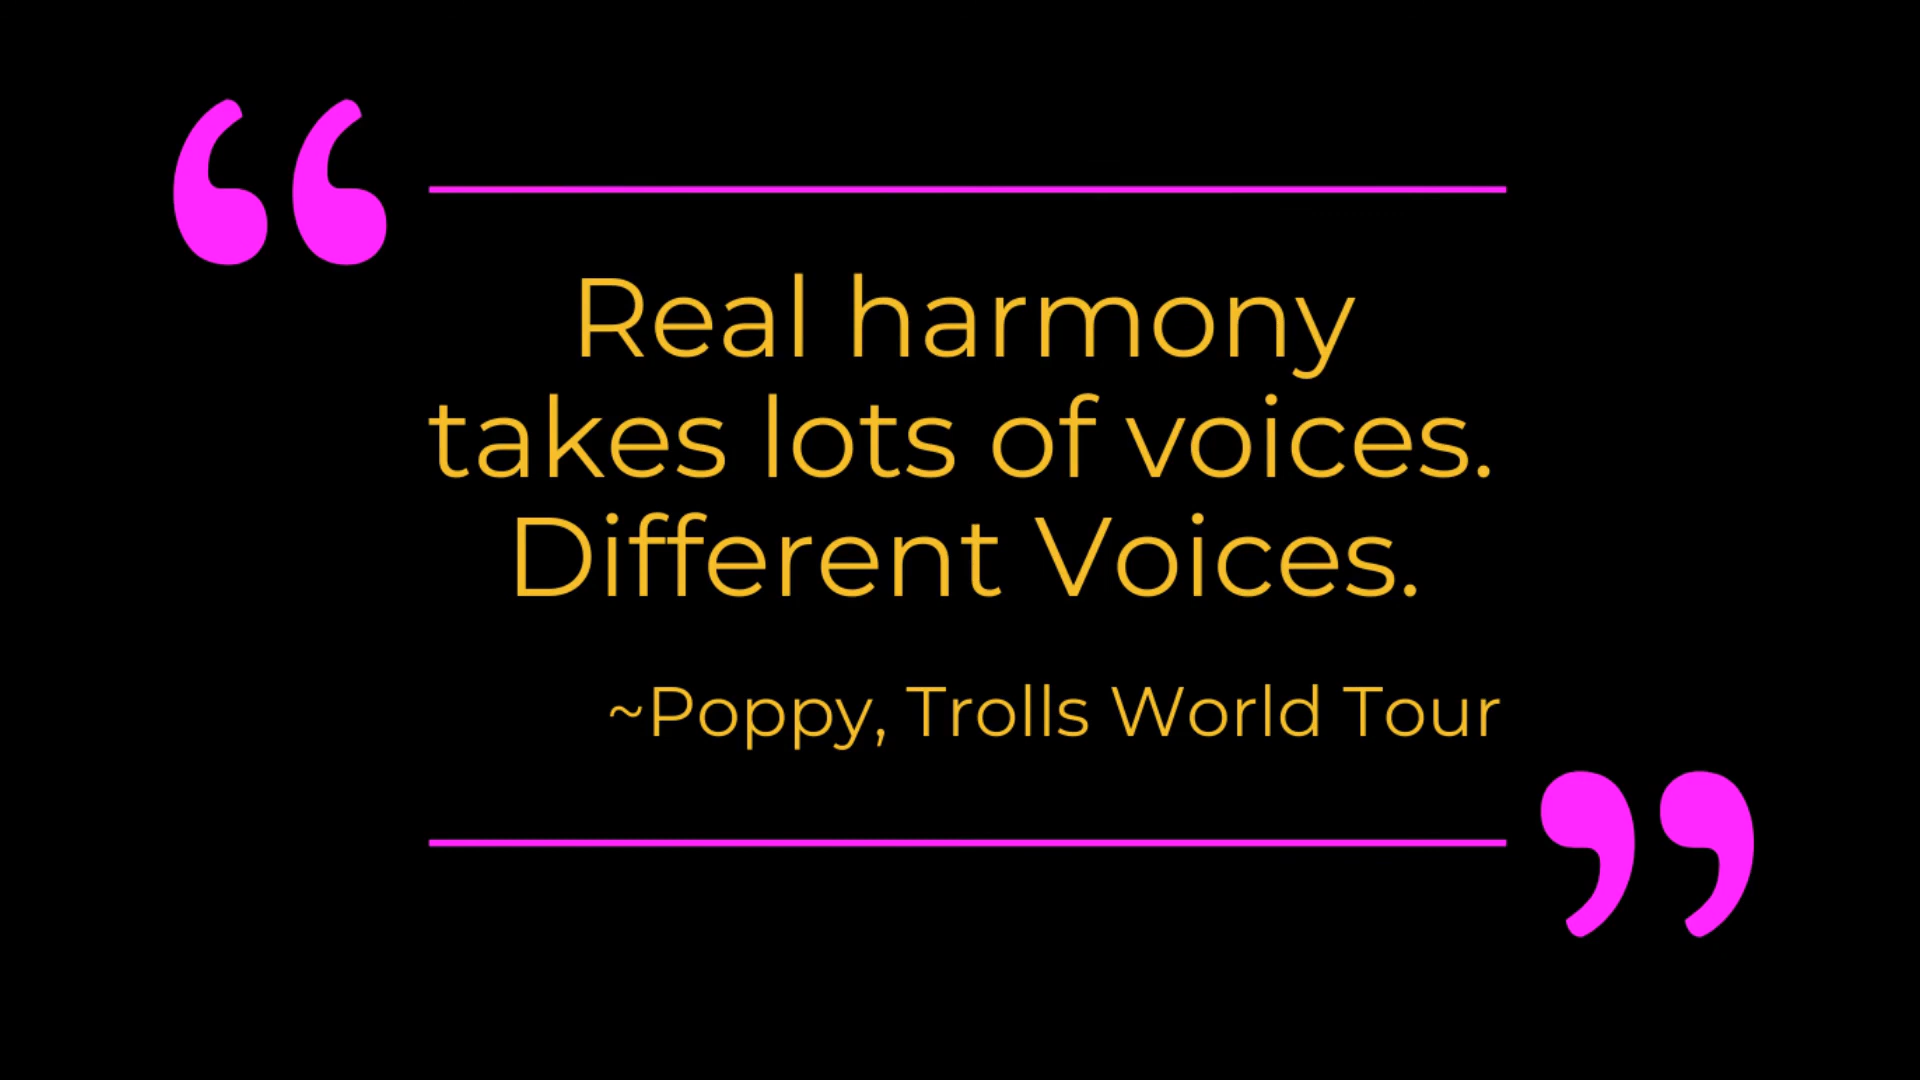 “
Real harmony
takes lots of voices.
Different Voices.
~Poppy, Trolls World Tour
”